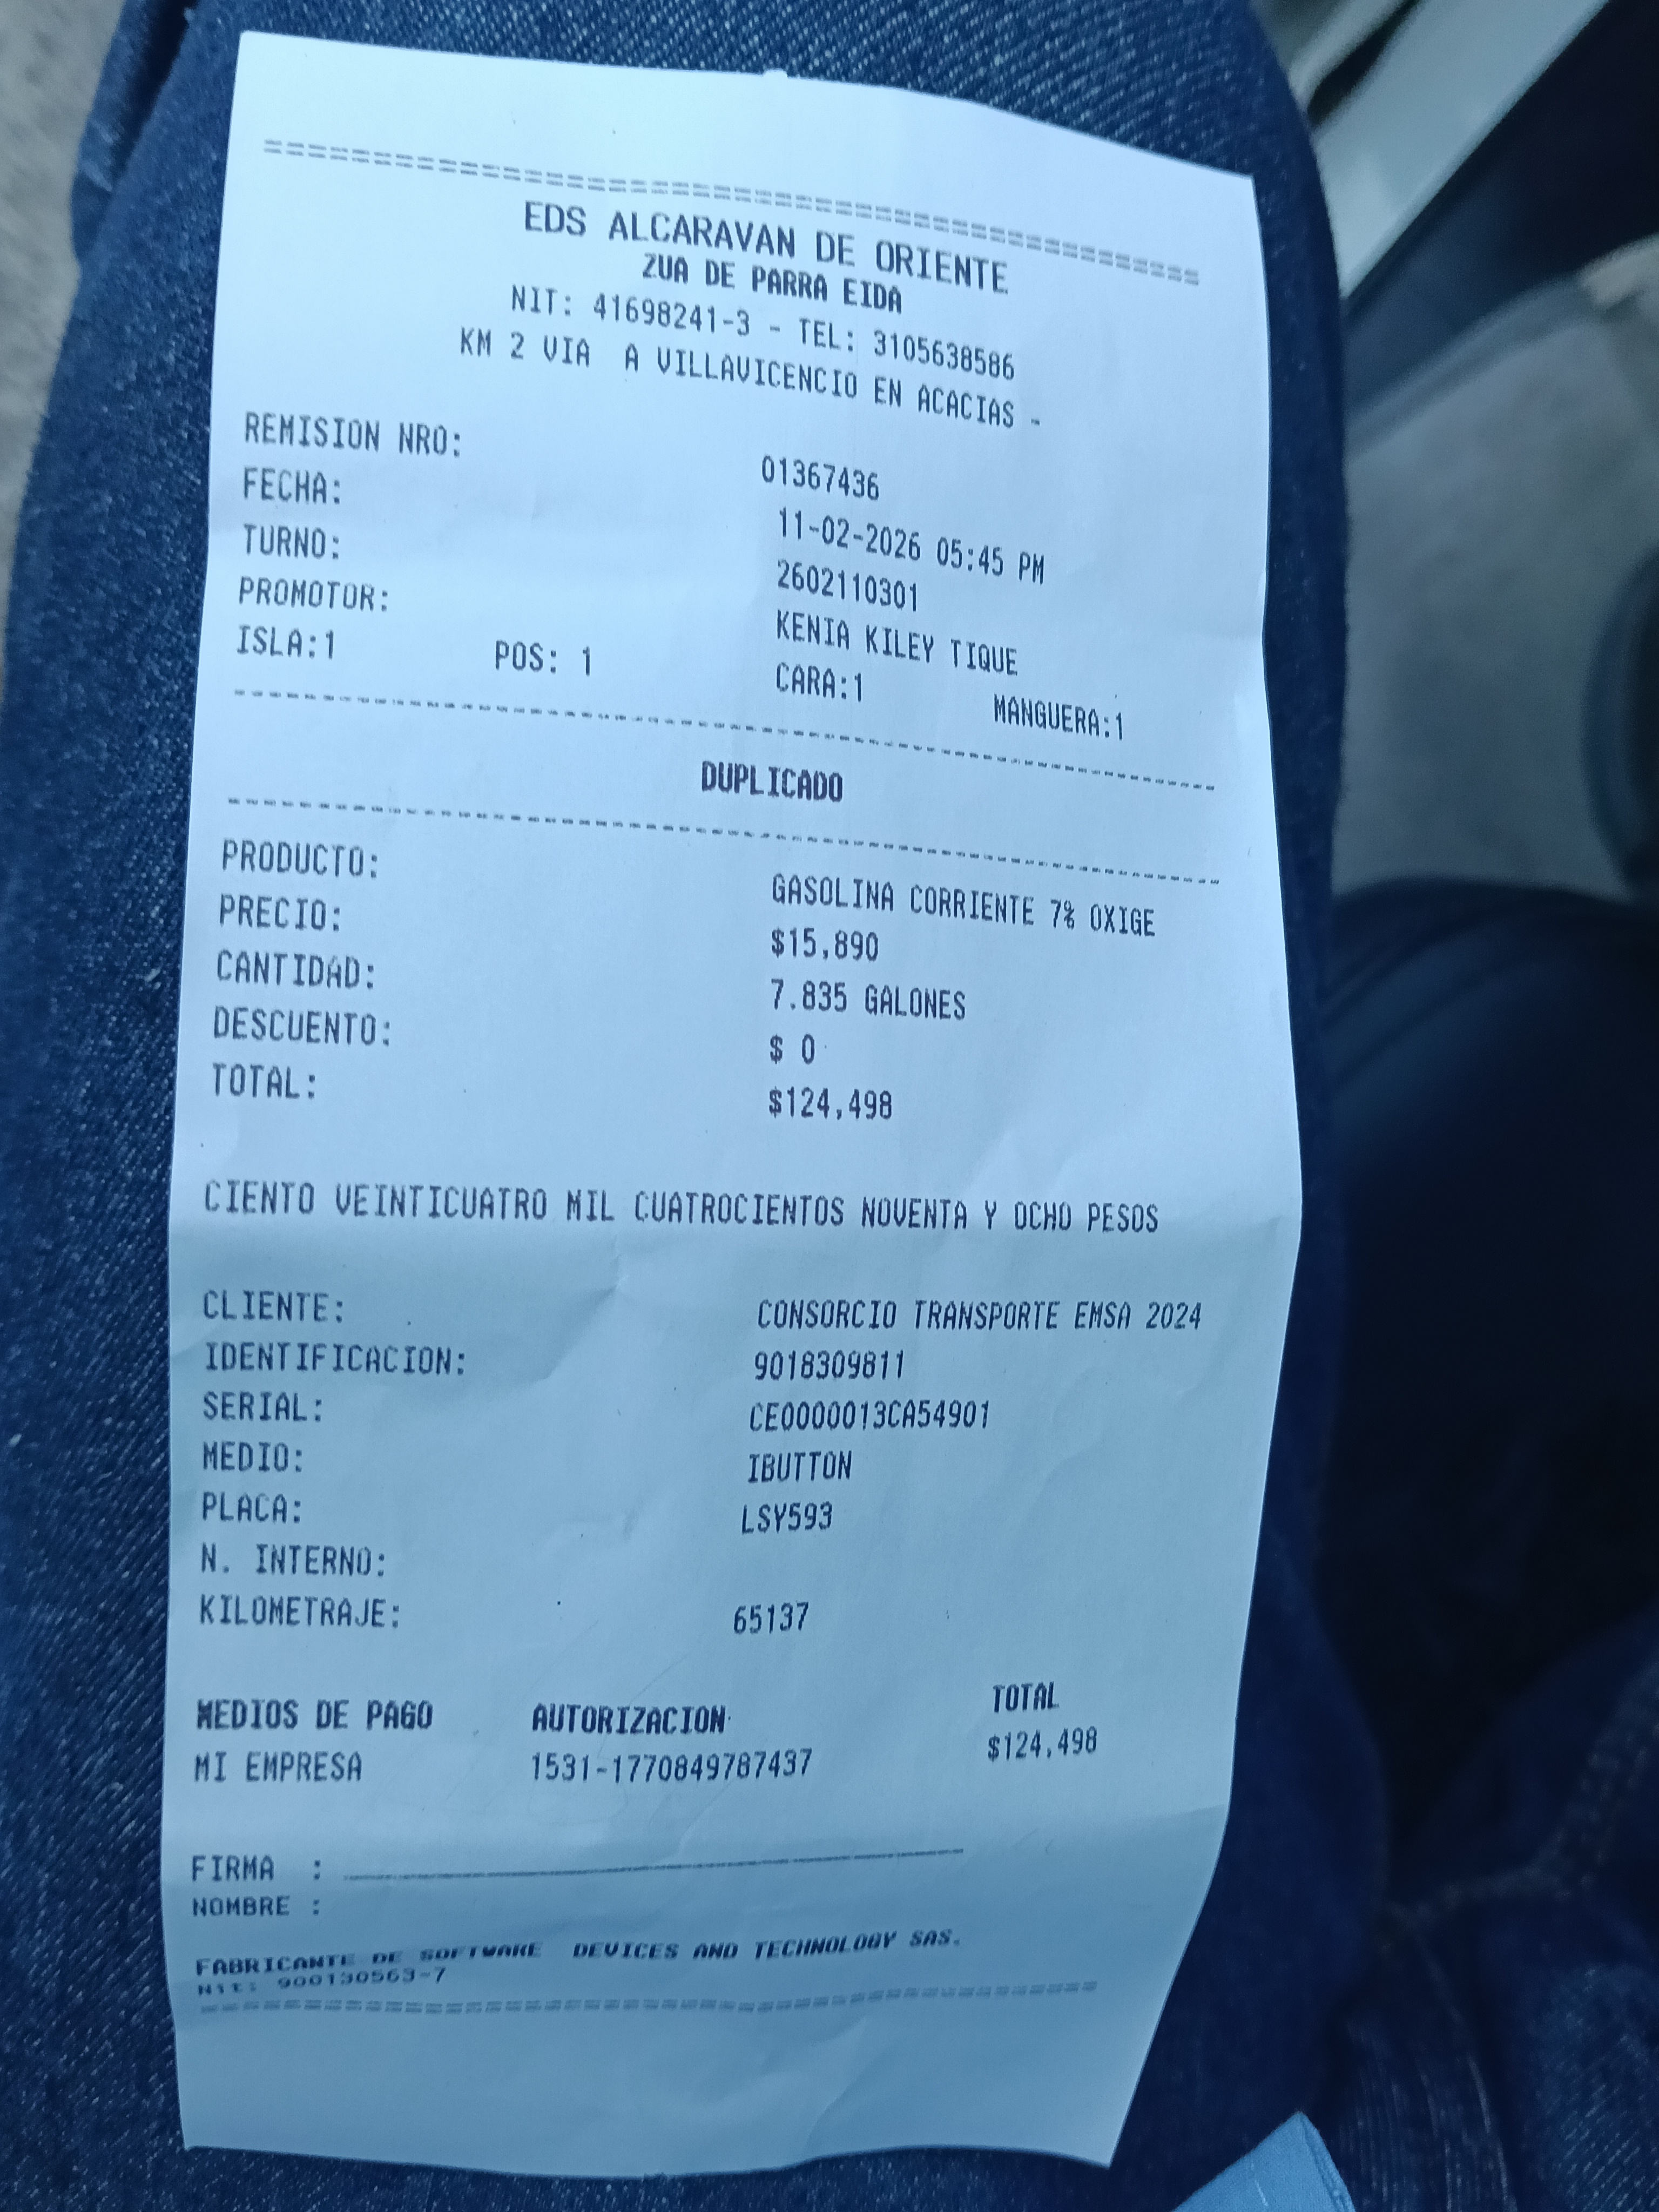 ================================================
EDS ALCARAVAN DE ORIENTE
ZUA DE PARRA EIDA
NIT: 41698241-3 - TEL: 3105638586
KM 2 VIA  A VILLAVICENCIO EN ACACIAS -
REMISION NRO: 01367436
FECHA: 11-02-2026 05:45 PM
TURNO: 2602110301
PROMOTOR: KENIA KILEY TIQUE
ISLA:1 POS: 1 CARA:1 MANGUERA:1
------------------------------------------------
DUPLICADO
------------------------------------------------
PRODUCTO: GASOLINA CORRIENTE 7% OXIGE
PRECIO: $15,890
CANTIDAD: 7.835 GALONES
DESCUENTO: $ 0
TOTAL: $124,498
CIENTO VEINTICUATRO MIL CUATROCIENTOS NOVENTA Y OCHO PESOS
CLIENTE: CONSORCIO TRANSPORTE EMSA 2024
IDENTIFICACION: 9018309811
SERIAL: CE0000013CA54901
MEDIO: IBUTTON
PLACA: LSY593
N. INTERNO:
KILOMETRAJE: 65137
MEDIOS DE PAGO AUTORIZACION TOTAL
MI EMPRESA 1531-1770849787437 $124,498
FIRMA : ______________________________
NOMBRE :
FABRICANTE DE SOFTWARE  DEVICES AND TECHNOLOGY SAS.
Nit: 900130563-7
================================================